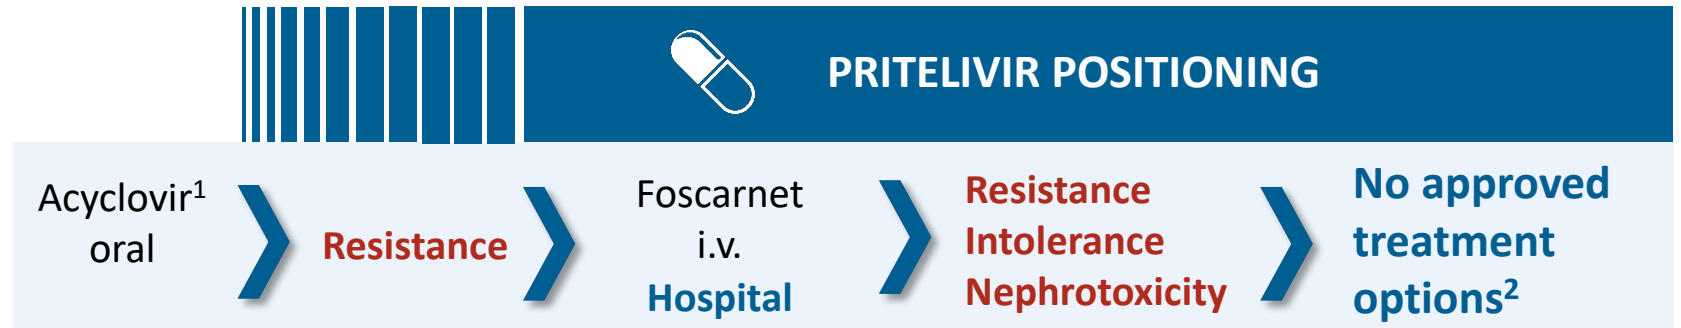 PRITELIVIR POSITIONING
Acyclovir¹
oral
Resistance
Foscarnet
i.v.
Hospital
Resistance
Intolerance
Nephrotoxicity
No approved
treatment
options²